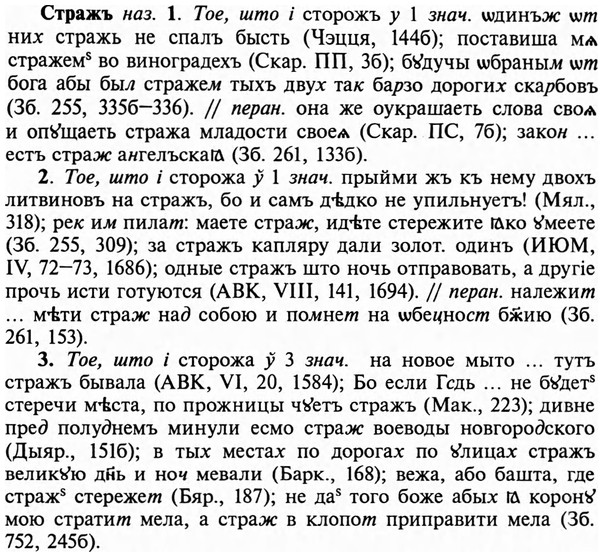 Стражъ наз. 1. Тое, што і сторожъ у 1 знач. ѡдинъж ѡт
них стражь не спалъ бысть (Чэцця, 144б); поставиша мѧ
стражемˢ во виноградехъ (Скар. ПП, 3б); бꙋдучы ѡбраным ѡт
бога абы был стражем тыхъ двух так барзо дорогих скарбовъ
(Зб. 255, 335б—336). // перан. она же оукрашаеть слова своѧ
и опꙋщаеть стража младости своеѧ (Скар. ПС, 7б); закон ...
естъ страж ангелъскаꙗ (Зб. 261, 133б).
2. Тое, што і сторожа ў 1 знач. прыйми жъ къ нему двохъ
литвиновъ на стражъ, бо и самъ дѣдко не упильнуетъ! (Мял.,
318); рек им пилат: маете страж, идѣте стережите ꙗко ꙋмеете
(Зб. 255, 309); за стражъ капляру дали золот. одинъ (ИЮМ,
IV, 72—73, 1686); одные стражъ што ночь отправовать, а другіе
прочь исти готуются (АВК, VIII, 141, 1694). // перан. належит
... мѣти страж над собою и помнет на ѡбецност бж҃ию (Зб.
261, 153).
3. Тое, што і сторожа ў 3 знач. на новое мыто ... тутъ
стражъ бывала (АВК, VI, 20, 1584); Бо если Гсдь ... не бꙋдетˢ
стеречи мѣста, по прожницы чꙋетъ стражъ (Мак., 223); дивне
пред полуднемъ минули есмо страж воеводы новгородского
(Дыяр., 151б); в тых местах по дорогах по ꙋлицах стражъ
великꙋю дн҃ь и ноч мевали (Барк., 168); вежа, або башта, где
стражˢ стережет (Бяр., 187); не даˢ того боже абых ꙗ коронꙋ
мою стратит мела, а страж в клопот приправити мела (Зб.
752, 245б).